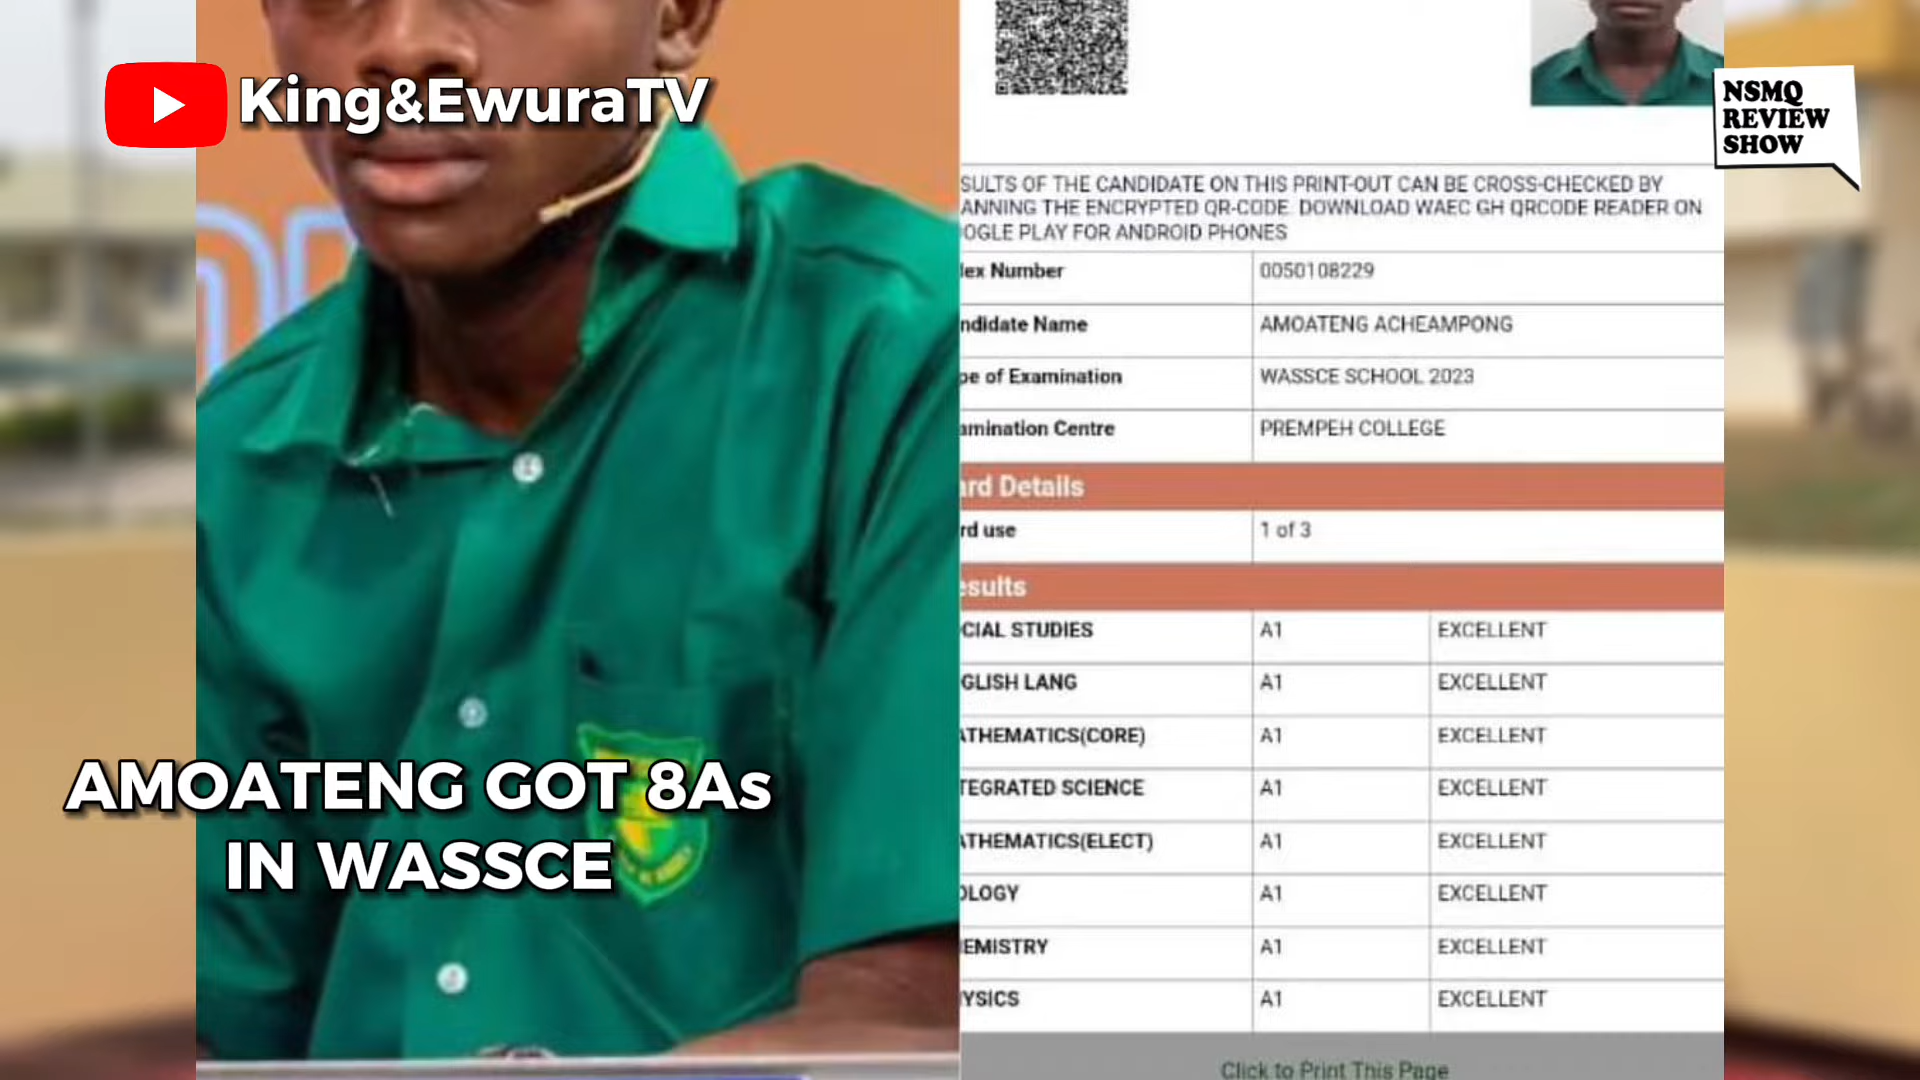 King&EwuraTV
NSMQ
REVIEW
SHOW
SULTS OF THE CANDIDATE ON THIS PRINT-OUT CAN BE CROSS-CHECKED BY
ANNING THE ENCRYPTED QR-CODE. DOWNLOAD WAEC GH QRCODE READER ON
OGLE PLAY FOR ANDROID PHONES
ex Number 0050108229
ndidate Name AMOATENG ACHEAMPONG
pe of Examination WASSCE SCHOOL 2023
amination Centre PREMPEH COLLEGE
ard Details
rd use 1 of 3
esults
CIAL STUDIES A1 EXCELLENT
GLISH LANG A1 EXCELLENT
ATHEMATICS(CORE) A1 EXCELLENT
TEGRATED SCIENCE A1 EXCELLENT
ATHEMATICS(ELECT) A1 EXCELLENT
OLOGY A1 EXCELLENT
EMISTRY A1 EXCELLENT
YSICS A1 EXCELLENT
Click to Print This Page
AMOATENG GOT 8As
IN WASSCE